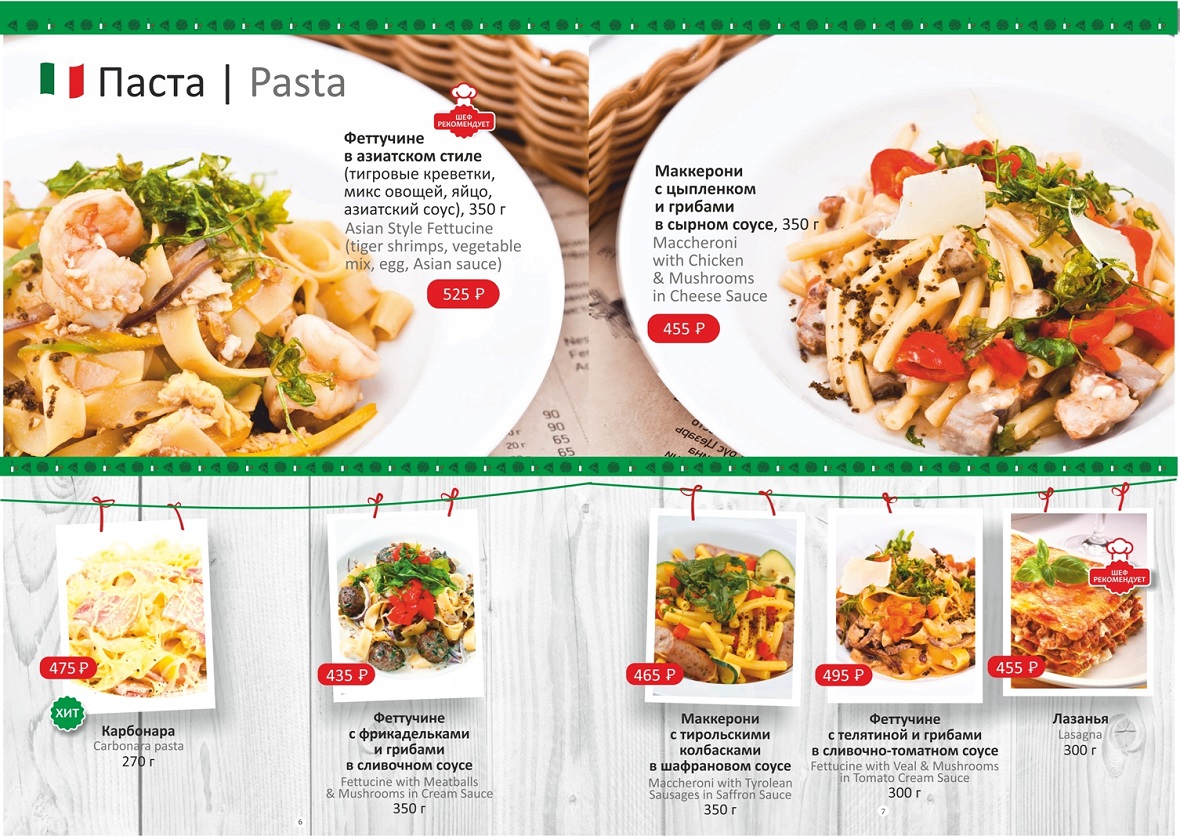 Паста | Pasta
ШЕФ
РЕКОМЕНДУЕТ
Феттучине
в азиатском стиле
(тигровые креветки,
микс овощей, яйцо,
азиатский соус), 350 г
Asian Style Fettucine
(tiger shrimps, vegetable
mix, egg, Asian sauce)
525 ₽
90
90
65
20 г
65
Маккерони
с цыпленком
и грибами
в сырном соусе, 350 г
Maccheroni
with Chicken
& Mushrooms
in Cheese Sauce
455 ₽
475 ₽
ХИТ
Карбонара
Carbonara pasta
270 г
435 ₽
Феттучине
с фрикадельками
и грибами
в сливочном соусе
Fettucine with Meatballs
& Mushrooms in Cream Sauce
350 г
6
465 ₽
Маккерони
с тирольскими
колбасками
в шафрановом соусе
Maccheroni with Tyrolean
Sausages in Saffron Sauce
350 г
495 ₽
Феттучине
с телятиной и грибами
в сливочно-томатном соусе
Fettucine with Veal & Mushrooms
in Tomato Cream Sauce
300 г
7
ШЕФ
РЕКОМЕНДУЕТ
455 ₽
Лазанья
Lasagna
300 г